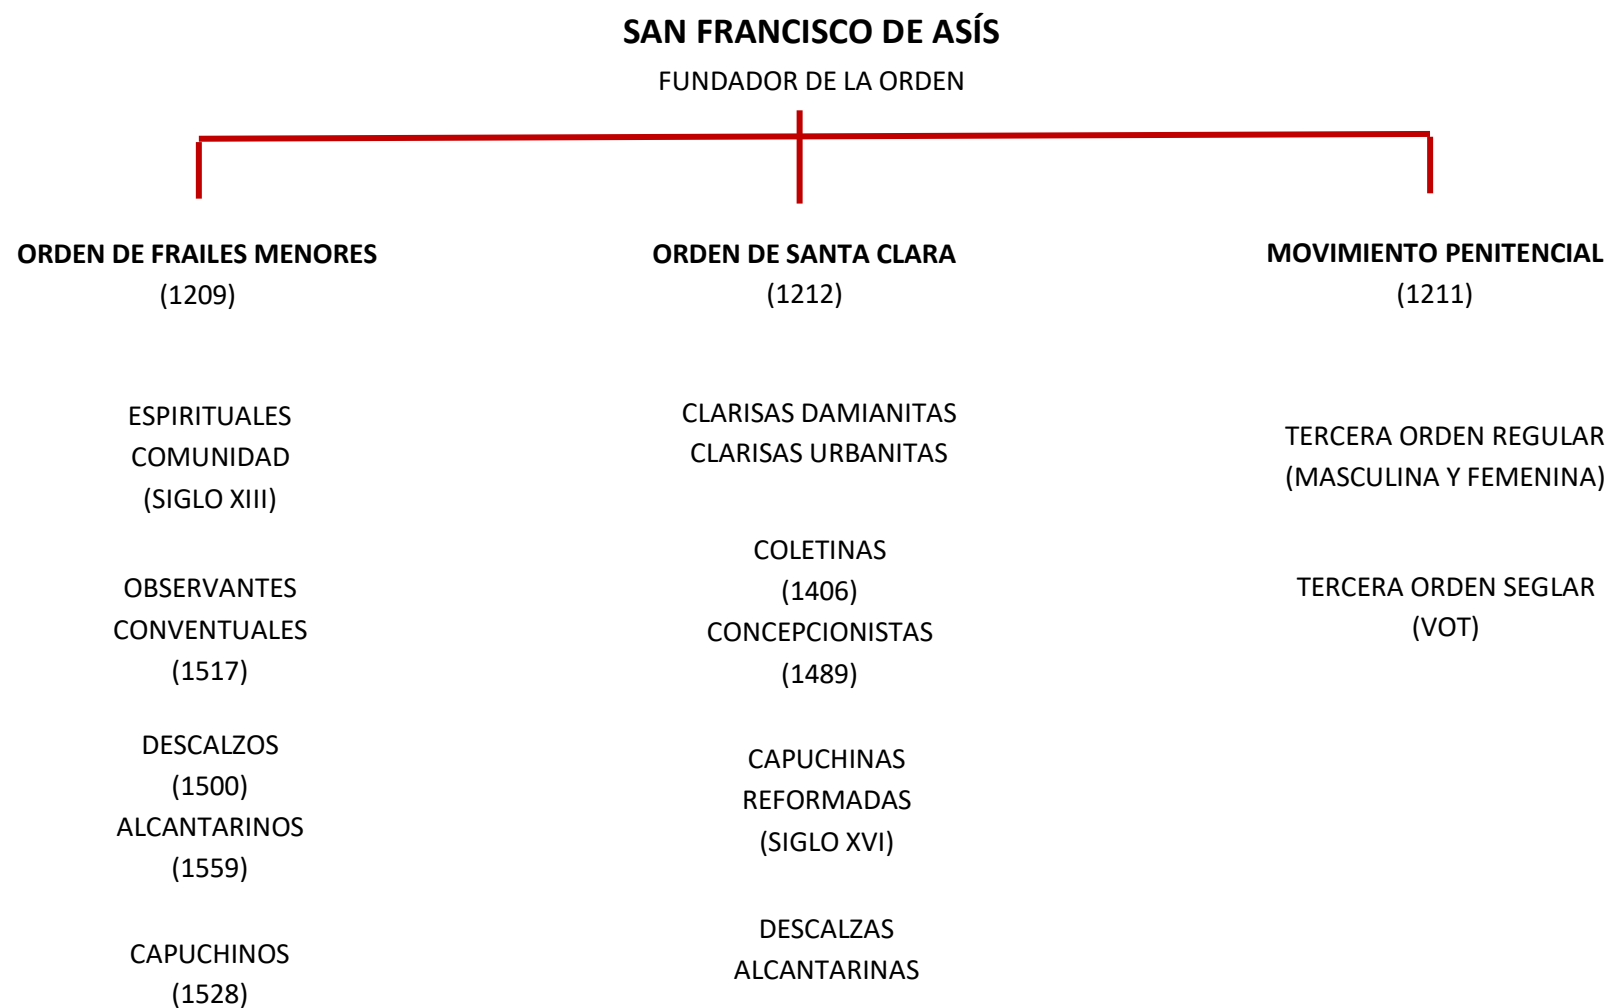 SAN FRANCISCO DE ASÍS
FUNDADOR DE LA ORDEN
ORDEN DE FRAILES MENORES
(1209)
ESPIRITUALES
COMUNIDAD
(SIGLO XIII)
OBSERVANTES
CONVENTUALES
(1517)
DESCALZOS
(1500)
ALCANTARINOS
(1559)
CAPUCHINOS
(1528)
ORDEN DE SANTA CLARA
(1212)
CLARISAS DAMIANITAS
CLARISAS URBANITAS
COLETINAS
(1406)
CONCEPCIONISTAS
(1489)
CAPUCHINAS
REFORMADAS
(SIGLO XVI)
DESCALZAS
ALCANTARINAS
MOVIMIENTO PENITENCIAL
(1211)
TERCERA ORDEN REGULAR
(MASCULINA Y FEMENINA)
TERCERA ORDEN SEGLAR
(VOT)